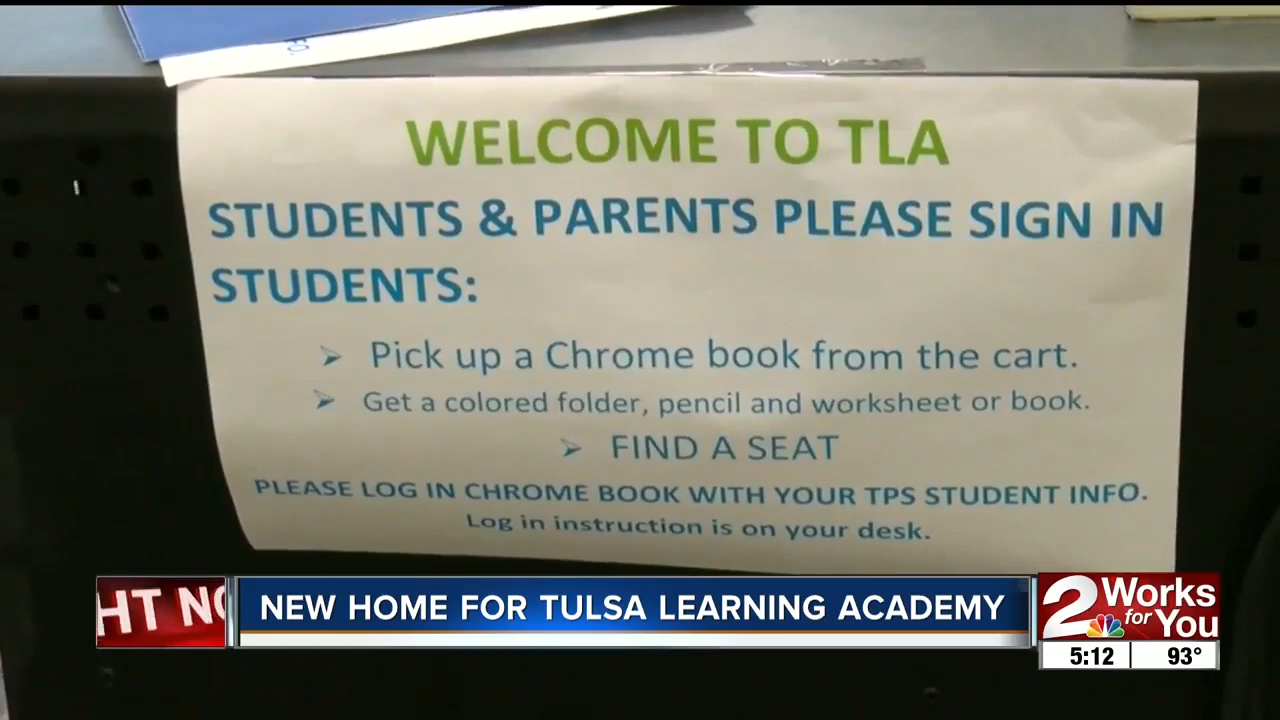 FO.
WELCOME TO TLA
STUDENTS & PARENTS PLEASE SIGN IN
STUDENTS:
➢ Pick up a Chrome book from the cart.
➢ Get a colored folder, pencil and worksheet or book.
➢ FIND A SEAT
PLEASE LOG IN CHROME BOOK WITH YOUR TPS STUDENT INFO.
Log in instruction is on your desk.
HT NO
NEW HOME FOR TULSA LEARNING ACADEMY
2 Works for You
5:12 93°